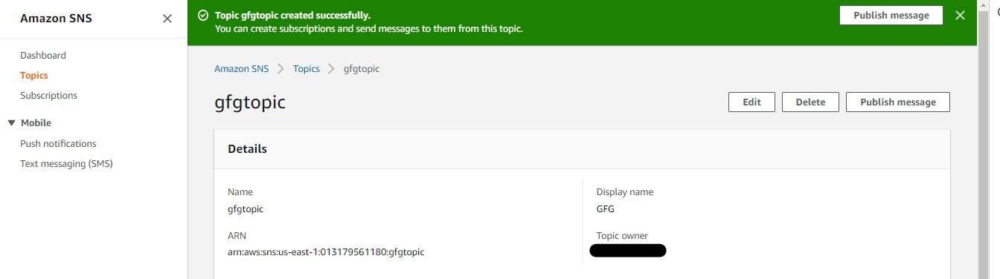 Amazon SNS
Topic gfgtopic created successfully.
You can create subscriptions and send messages to them from this topic.
Publish message
Dashboard
Topics
Subscriptions
Mobile
Push notifications
Text messaging (SMS)
Amazon SNS
Topics
gfgtopic
gfgtopic
Edit
Delete
Publish message
Details
Name
gfgtopic
Display name
GFG
ARN
arn:aws:sns:us-east-1:013179561180:gfgtopic
Topic owner